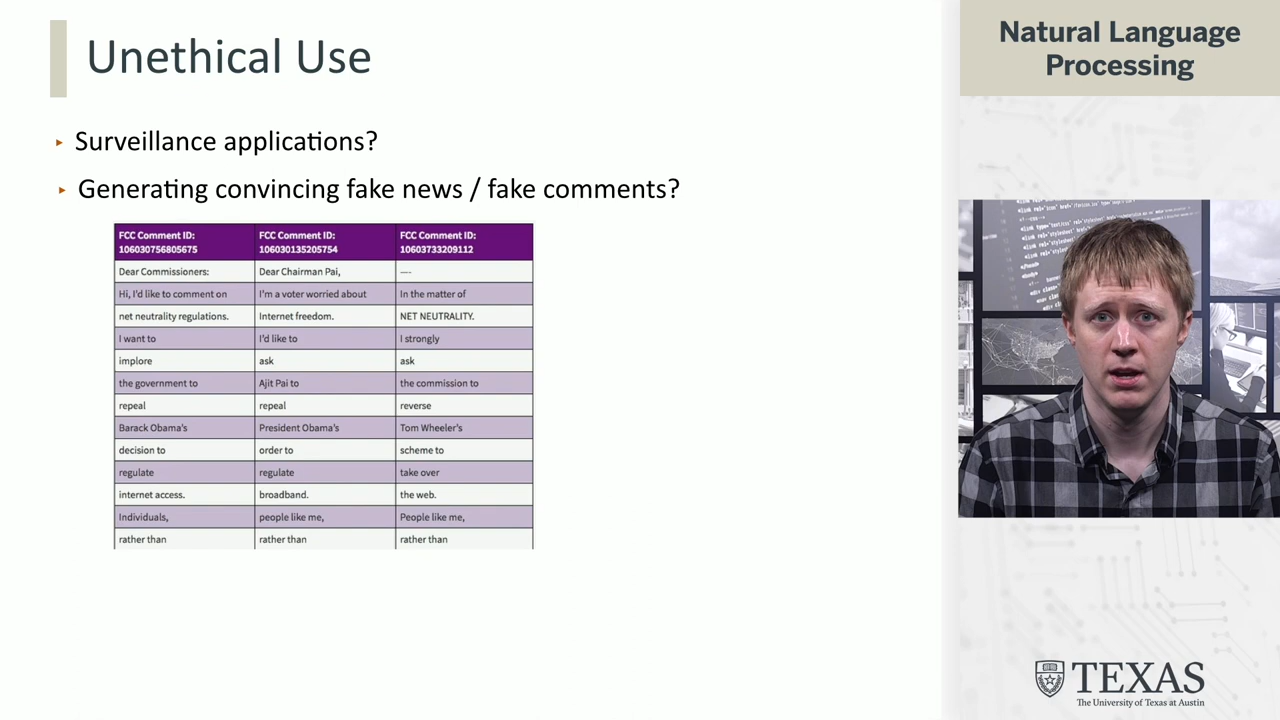 Unethical Use
▸ Surveillance applications?
▸ Generating convincing fake news / fake comments?
FCC Comment ID: 106030756805675 FCC Comment ID: 106030135205754 FCC Comment ID: 10603733209112
Dear Commissioners: Dear Chairman Pai, —-
Hi, I'd like to comment on I'm a voter worried about In the matter of
net neutrality regulations. Internet freedom. NET NEUTRALITY.
I want to I'd like to I strongly
implore ask ask
the government to Ajit Pai to the commission to
repeal repeal reverse
Barack Obama's President Obama's Tom Wheeler's
decision to order to scheme to
regulate regulate take over
internet access. broadband. the web.
Individuals, people like me, People like me,
rather than rather than rather than
Natural Language
Processing
TEXAS
The University of Texas at Austin